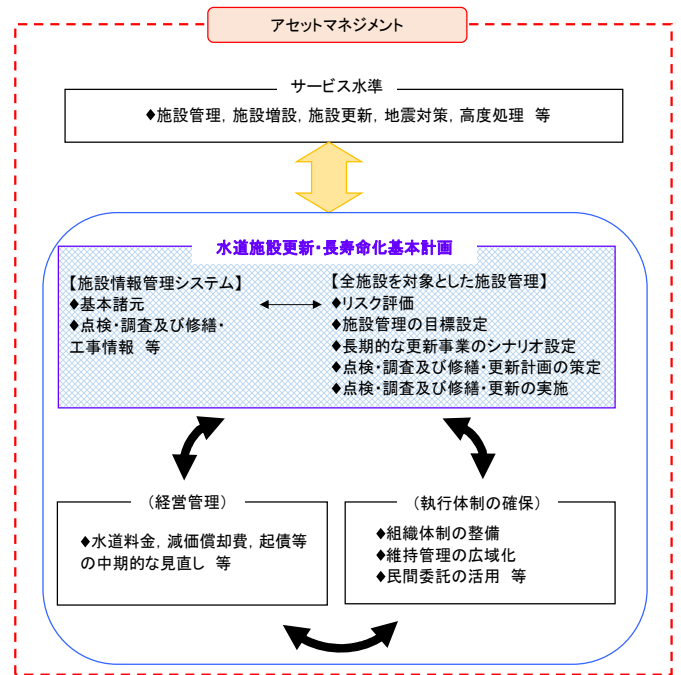 アセットマネジメント
サービス水準
♦施設管理，施設増設，施設更新，地震対策，高度処理　等
水道施設更新・長寿命化基本計画
【施設情報管理システム】
♦基本諸元
♦点検・調査及び修繕・
工事情報　等
【全施設を対象とした施設管理】
♦リスク評価
♦施設管理の目標設定
♦長期的な更新事業のシナリオ設定
♦点検・調査及び修繕・更新計画の策定
♦点検・調査及び修繕・更新の実施
（経営管理）
♦水道料金，減価償却費，起債等
の中期的な見直し　等
（執行体制の確保）
♦組織体制の整備
♦維持管理の広域化
♦民間委託の活用　等